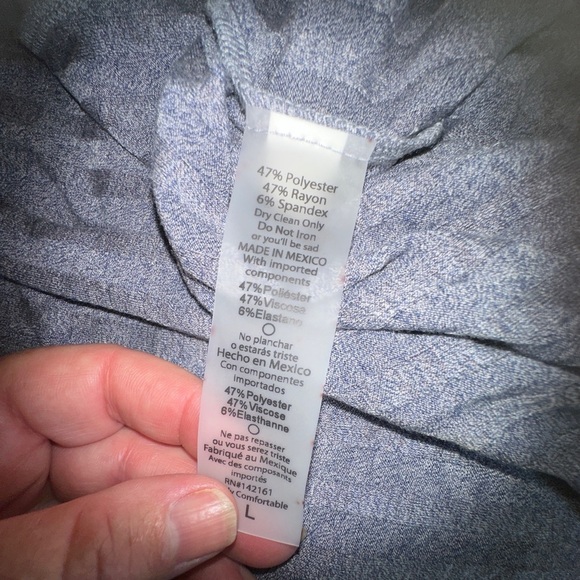 47% Polyester
47% Rayon
6% Spandex
Dry Clean Only
Do Not Iron
or you'll be sad
MADE IN MEXICO
With imported
components
47%Poliéster
47%Viscose
6%Elastano
No planchar
o estarás triste
Hecho en Mexico
Con componentes
importados
47%Polyester
47%Viscose
6%Elasthanne
Ne pas repasser
ou vous serez triste
Fabriqué au Mexique
Avec des composants
importés
RN#142161
Comfortable
L